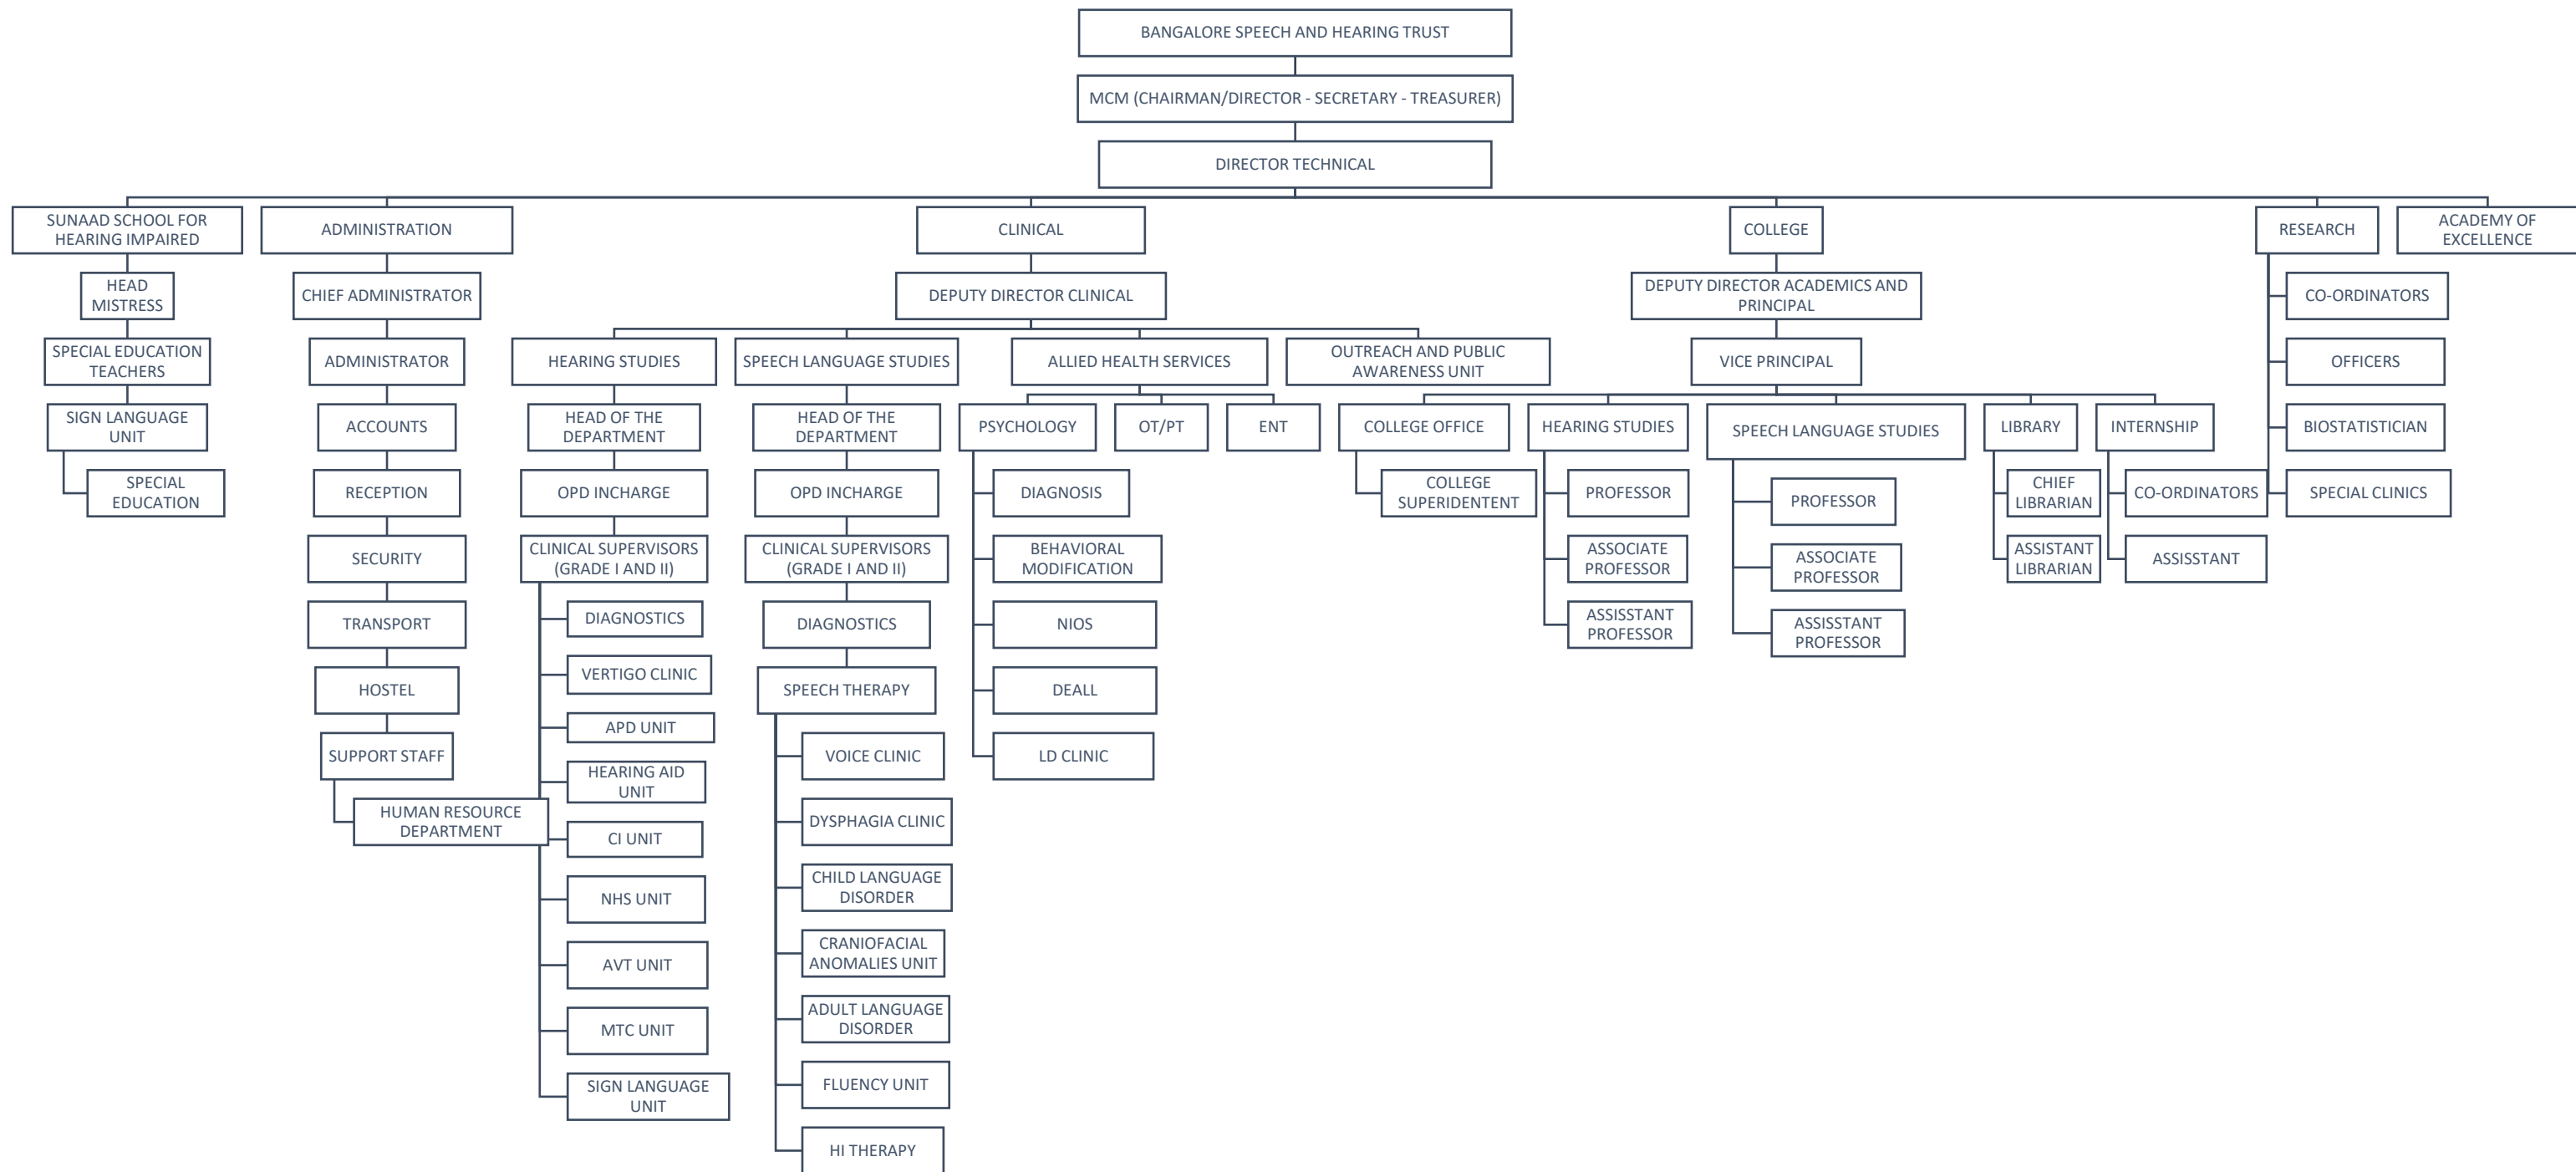 BANGALORE SPEECH AND HEARING TRUST
MCM (CHAIRMAN/DIRECTOR - SECRETARY - TREASURER)
DIRECTOR TECHNICAL
SUNAAD SCHOOL FOR
HEARING IMPAIRED
HEAD
MISTRESS
SPECIAL EDUCATION
TEACHERS
SIGN LANGUAGE
UNIT
SPECIAL
EDUCATION
ADMINISTRATION
CHIEF ADMINISTRATOR
ADMINISTRATOR
ACCOUNTS
RECEPTION
SECURITY
TRANSPORT
HOSTEL
SUPPORT STAFF
HUMAN RESOURCE
DEPARTMENT
CLINICAL
DEPUTY DIRECTOR CLINICAL
HEARING STUDIES
HEAD OF THE
DEPARTMENT
OPD INCHARGE
CLINICAL SUPERVISORS
(GRADE I AND II)
DIAGNOSTICS
VERTIGO CLINIC
APD UNIT
HEARING AID
UNIT
CI UNIT
NHS UNIT
AVT UNIT
MTC UNIT
SIGN LANGUAGE
UNIT
SPEECH LANGUAGE STUDIES
HEAD OF THE
DEPARTMENT
OPD INCHARGE
CLINICAL SUPERVISORS
(GRADE I AND II)
DIAGNOSTICS
SPEECH THERAPY
VOICE CLINIC
DYSPHAGIA CLINIC
CHILD LANGUAGE
DISORDER
CRANIOFACIAL
ANOMALIES UNIT
ADULT LANGUAGE
DISORDER
FLUENCY UNIT
HI THERAPY
ALLIED HEALTH SERVICES
PSYCHOLOGY
DIAGNOSIS
BEHAVIORAL
MODIFICATION
NIOS
DEALL
LD CLINIC
OT/PT
ENT
OUTREACH AND PUBLIC
AWARENESS UNIT
COLLEGE
DEPUTY DIRECTOR ACADEMICS AND
PRINCIPAL
VICE PRINCIPAL
COLLEGE OFFICE
COLLEGE
SUPERIDENTENT
HEARING STUDIES
PROFESSOR
ASSOCIATE
PROFESSOR
ASSISSTANT
PROFESSOR
SPEECH LANGUAGE STUDIES
PROFESSOR
ASSOCIATE
PROFESSOR
ASSISSTANT
PROFESSOR
LIBRARY
CHIEF
LIBRARIAN
ASSISTANT
LIBRARIAN
INTERNSHIP
CO-ORDINATORS
ASSISSTANT
RESEARCH
CO-ORDINATORS
OFFICERS
BIOSTATISTICIAN
SPECIAL CLINICS
ACADEMY OF
EXCELLENCE